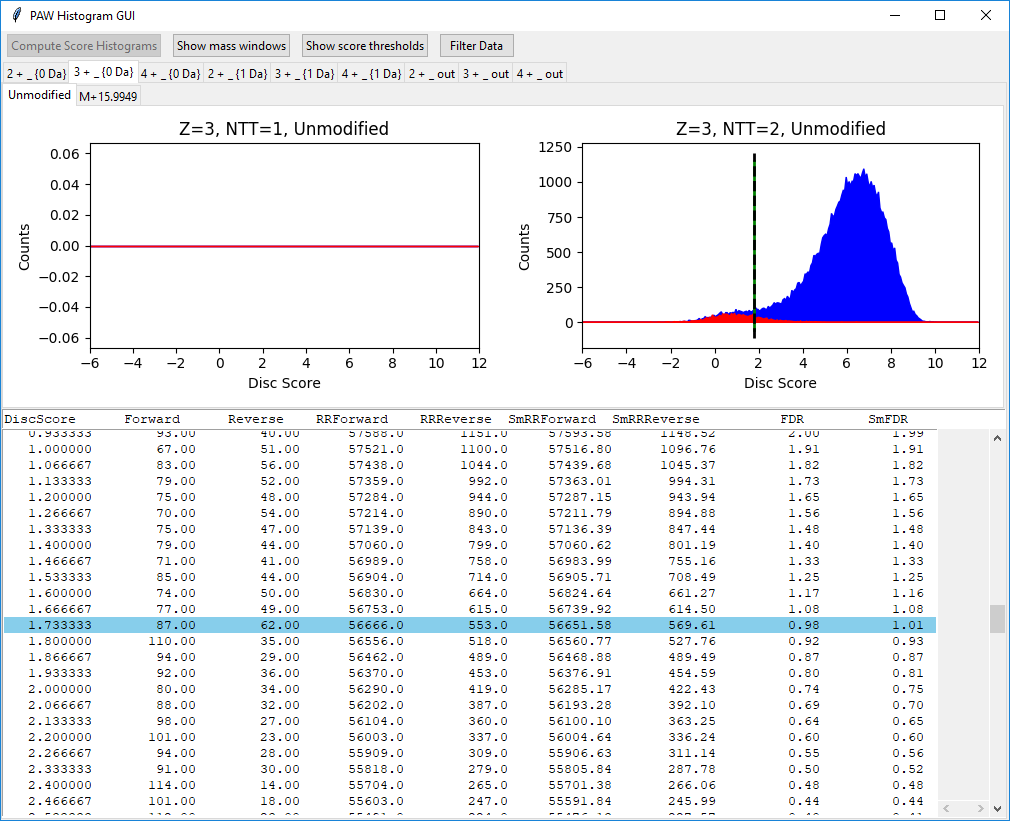 PAW Histogram GUI
Compute Score Histograms Show mass windows Show score thresholds Filter Data
2 + _ {0 Da} 3 + _ {0 Da} 4 + _ {0 Da} 2 + _ {1 Da} 3 + _ {1 Da} 4 + _ {1 Da} 2 + _ out 3 + _ out 4 + _ out
Unmodified M+15.9949
Z=3, NTT=1, Unmodified
0.06
0.04
0.02
0.00
−0.02
−0.04
−0.06
Counts
−6 −4 −2 0 2 4 6 8 10 12
Disc Score
Z=3, NTT=2, Unmodified
1250
1000
750
500
250
0
Counts
−6 −4 −2 0 2 4 6 8 10 12
Disc Score
DiscScore Forward Reverse RRForward RRReverse SmRRForward SmRRReverse FDR SmFDR
0.933333 93.00 40.00 57588.0 1151.0 57593.58 1148.52 2.00 1.99
1.000000 67.00 51.00 57521.0 1100.0 57516.80 1096.76 1.91 1.91
1.066667 83.00 56.00 57438.0 1044.0 57439.68 1045.37 1.82 1.82
1.133333 79.00 52.00 57359.0 992.0 57363.01 994.31 1.73 1.73
1.200000 75.00 48.00 57284.0 944.0 57287.15 943.94 1.65 1.65
1.266667 70.00 54.00 57214.0 890.0 57211.79 894.88 1.56 1.56
1.333333 75.00 47.00 57139.0 843.0 57136.39 847.44 1.48 1.48
1.400000 79.00 44.00 57060.0 799.0 57060.62 801.19 1.40 1.40
1.466667 71.00 41.00 56989.0 758.0 56983.99 755.16 1.33 1.33
1.533333 85.00 44.00 56904.0 714.0 56905.71 708.49 1.25 1.25
1.600000 74.00 50.00 56830.0 664.0 56824.64 661.27 1.17 1.16
1.666667 77.00 49.00 56753.0 615.0 56739.92 614.50 1.08 1.08
1.733333 87.00 62.00 56666.0 553.0 56651.58 569.61 0.98 1.01
1.800000 110.00 35.00 56556.0 518.0 56560.77 527.76 0.92 0.93
1.866667 94.00 29.00 56462.0 489.0 56468.88 489.49 0.87 0.87
1.933333 92.00 36.00 56370.0 453.0 56376.91 454.59 0.80 0.81
2.000000 80.00 34.00 56290.0 419.0 56285.17 422.43 0.74 0.75
2.066667 88.00 32.00 56202.0 387.0 56193.28 392.10 0.69 0.70
2.133333 98.00 27.00 56104.0 360.0 56100.10 363.25 0.64 0.65
2.200000 101.00 23.00 56003.0 337.0 56004.64 336.24 0.60 0.60
2.266667 94.00 28.00 55909.0 309.0 55906.63 311.14 0.55 0.56
2.333333 91.00 30.00 55818.0 279.0 55805.84 287.78 0.50 0.52
2.400000 114.00 14.00 55704.0 265.0 55701.38 266.06 0.48 0.48
2.466667 101.00 18.00 55603.0 247.0 55591.84 245.99 0.44 0.44